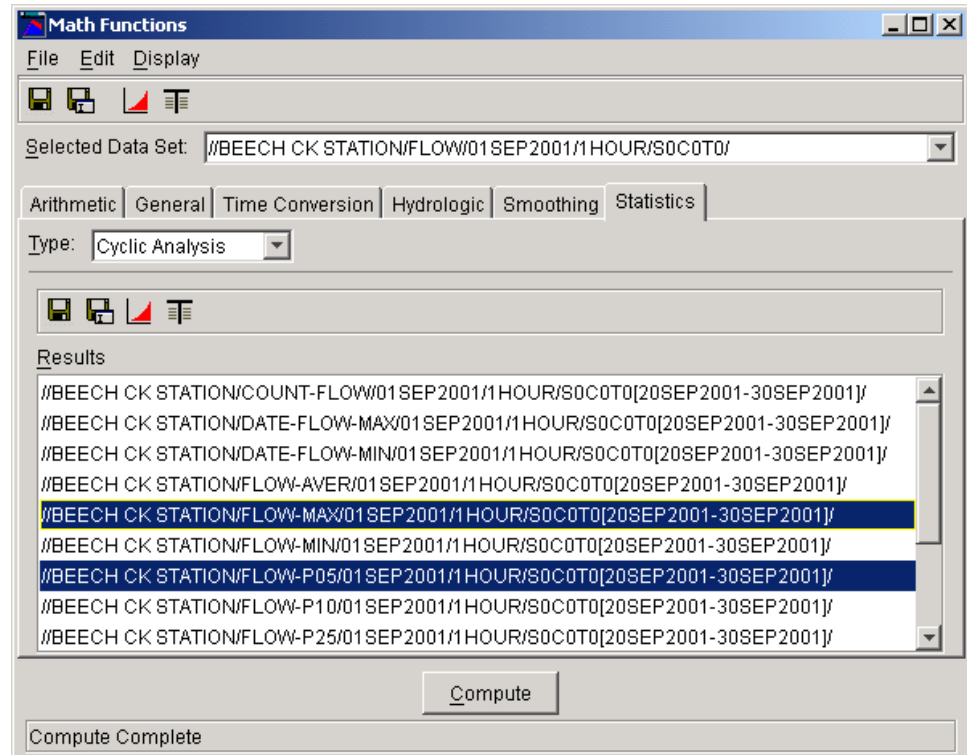 Math Functions
File Edit Display
Selected Data Set: //BEECH CK STATION/FLOW/01SEP2001/1HOUR/S0C0T0/
Arithmetic General Time Conversion Hydrologic Smoothing Statistics
Type: Cyclic Analysis
Results
//BEECH CK STATION/COUNT-FLOW/01SEP2001/1HOUR/S0C0T0[20SEP2001-30SEP2001]/
//BEECH CK STATION/DATE-FLOW-MAX/01SEP2001/1HOUR/S0C0T0[20SEP2001-30SEP2001]/
//BEECH CK STATION/DATE-FLOW-MIN/01SEP2001/1HOUR/S0C0T0[20SEP2001-30SEP2001]/
//BEECH CK STATION/FLOW-AVER/01SEP2001/1HOUR/S0C0T0[20SEP2001-30SEP2001]/
//BEECH CK STATION/FLOW-MAX/01SEP2001/1HOUR/S0C0T0[20SEP2001-30SEP2001]/
//BEECH CK STATION/FLOW-MIN/01SEP2001/1HOUR/S0C0T0[20SEP2001-30SEP2001]/
//BEECH CK STATION/FLOW-P05/01SEP2001/1HOUR/S0C0T0[20SEP2001-30SEP2001]/
//BEECH CK STATION/FLOW-P10/01SEP2001/1HOUR/S0C0T0[20SEP2001-30SEP2001]/
//BEECH CK STATION/FLOW-P25/01SEP2001/1HOUR/S0C0T0[20SEP2001-30SEP2001]/
Compute
Compute Complete